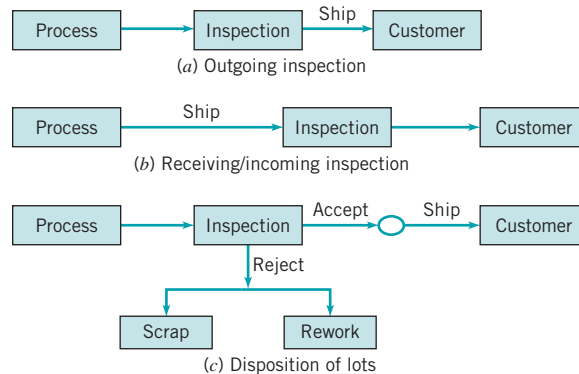 Ship
Process Inspection Customer
(a) Outgoing inspection
Ship
Process Inspection Customer
(b) Receiving/incoming inspection
Accept Ship
Process Inspection Customer
Reject
Scrap Rework
(c) Disposition of lots